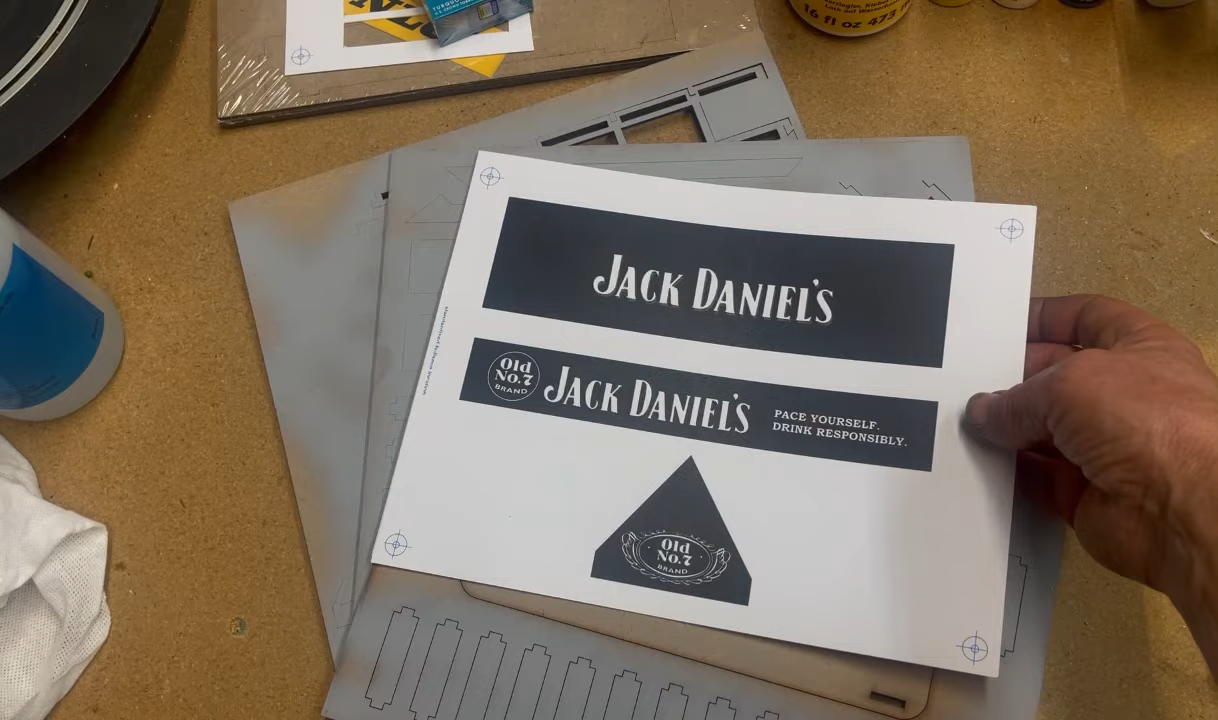 TURQUO
16 fl oz 473 m
JACK DANIEL'S
Old
No.7
BRAND
JACK DANIEL'S
PACE YOURSELF.
DRINK RESPONSIBLY.
Old
No.7
BRAND